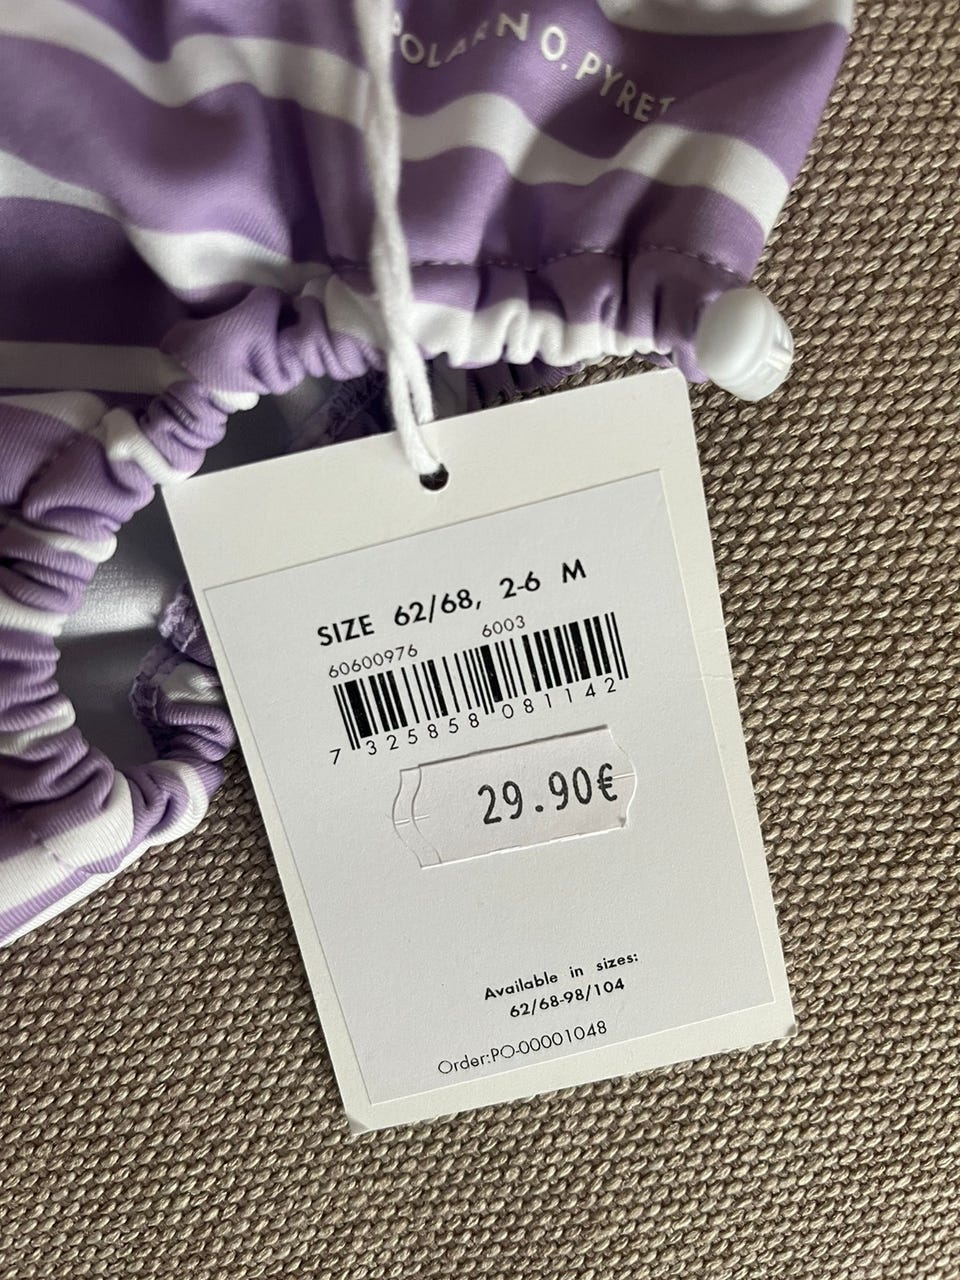 POLARN O. PYRET
SIZE 62/68, 2-6 M
60600976 6003
7 325858 081142
29.90€
Available in sizes:
62/68-98/104
Order:PO-00001048